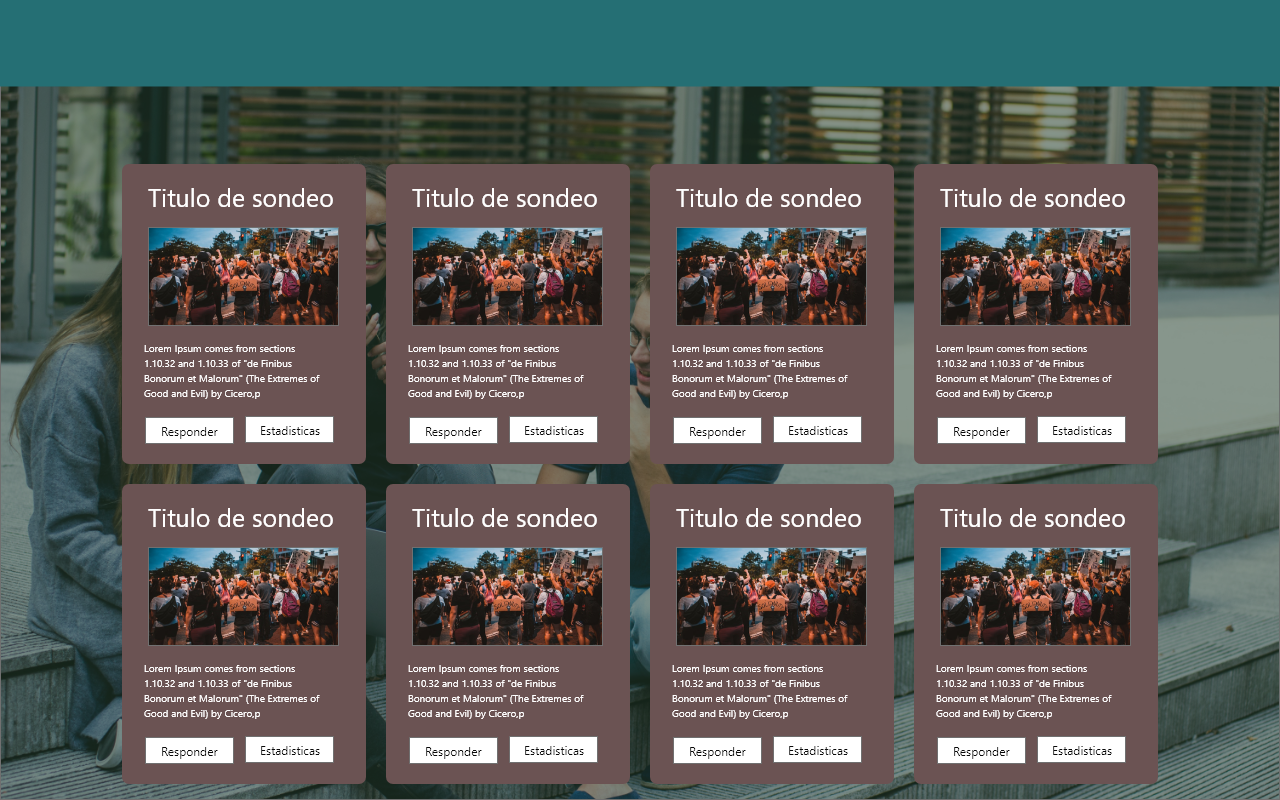 Titulo de sondeo
Lorem Ipsum comes from sections
1.10.32 and 1.10.33 of "de Finibus
Bonorum et Malorum" (The Extremes of
Good and Evil) by Cicero,p
Responder
Estadisticas
Titulo de sondeo
Lorem Ipsum comes from sections
1.10.32 and 1.10.33 of "de Finibus
Bonorum et Malorum" (The Extremes of
Good and Evil) by Cicero,p
Responder
Estadisticas
Titulo de sondeo
Lorem Ipsum comes from sections
1.10.32 and 1.10.33 of "de Finibus
Bonorum et Malorum" (The Extremes of
Good and Evil) by Cicero,p
Responder
Estadisticas
Titulo de sondeo
Lorem Ipsum comes from sections
1.10.32 and 1.10.33 of "de Finibus
Bonorum et Malorum" (The Extremes of
Good and Evil) by Cicero,p
Responder
Estadisticas
Titulo de sondeo
Lorem Ipsum comes from sections
1.10.32 and 1.10.33 of "de Finibus
Bonorum et Malorum" (The Extremes of
Good and Evil) by Cicero,p
Responder
Estadisticas
Titulo de sondeo
Lorem Ipsum comes from sections
1.10.32 and 1.10.33 of "de Finibus
Bonorum et Malorum" (The Extremes of
Good and Evil) by Cicero,p
Responder
Estadisticas
Titulo de sondeo
Lorem Ipsum comes from sections
1.10.32 and 1.10.33 of "de Finibus
Bonorum et Malorum" (The Extremes of
Good and Evil) by Cicero,p
Responder
Estadisticas
Titulo de sondeo
Lorem Ipsum comes from sections
1.10.32 and 1.10.33 of "de Finibus
Bonorum et Malorum" (The Extremes of
Good and Evil) by Cicero,p
Responder
Estadisticas